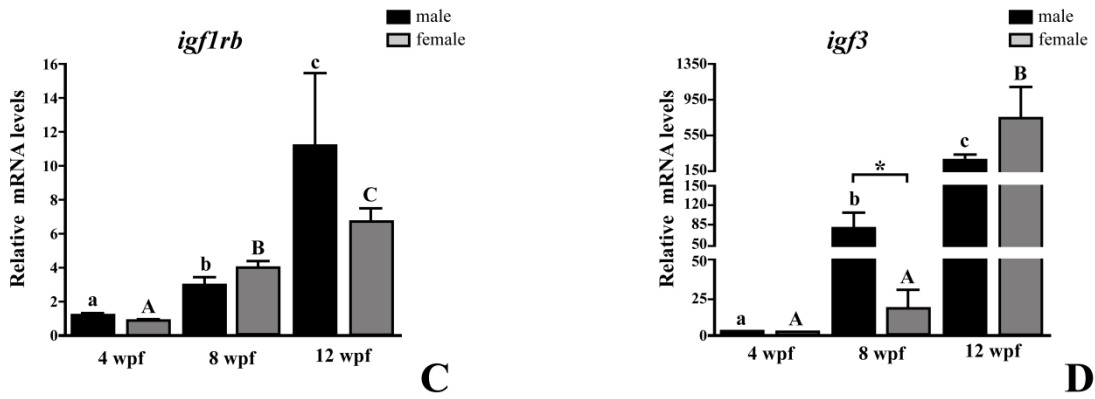 male
female
igf1rb
Relative mRNA levels
16
14
12
10
8
6
4
2
0
a
A
b
B
c
C
4 wpf
8 wpf
12 wpf
C
male
female
igf3
Relative mRNA levels
1350
950
550
150
150
120
85
50
50
25
0
a
A
b
*
A
c
B
4 wpf
8 wpf
12 wpf
D